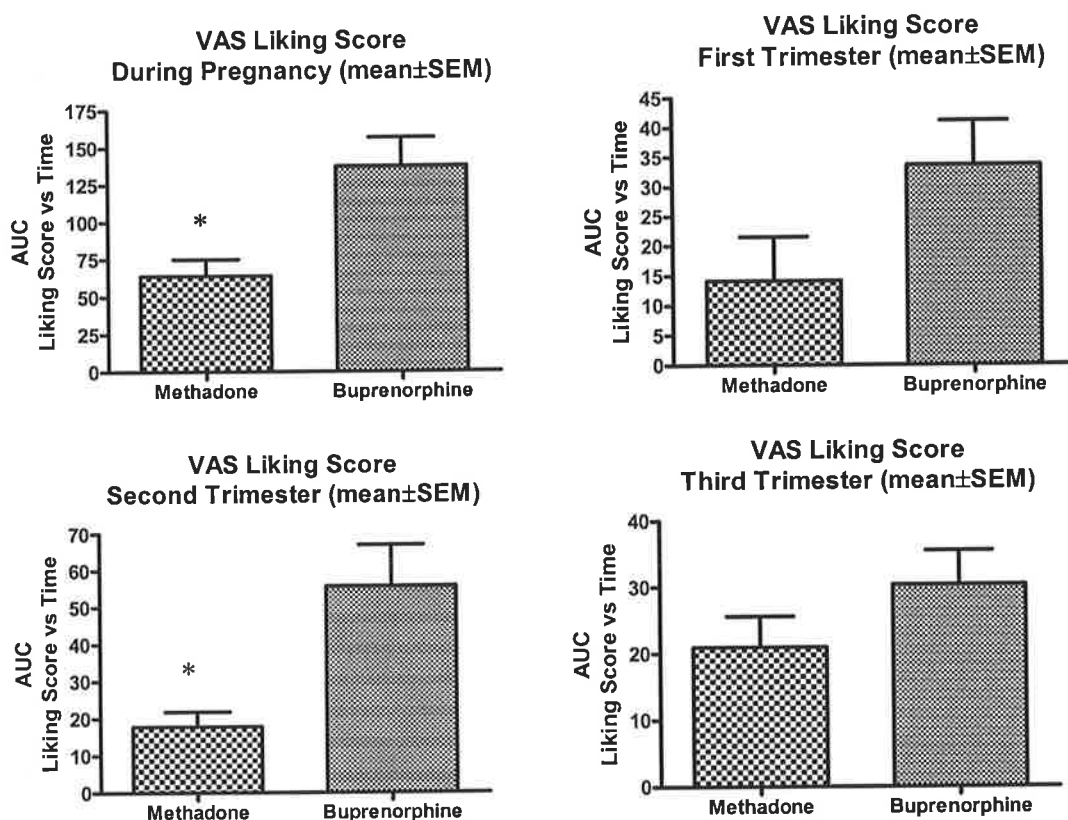 VAS Liking Score
During Pregnancy (mean±SEM)
AUC
Liking Score vs Time
175
150
125
100
75
50
25
0
*
Methadone
Buprenorphine
VAS Liking Score
First Trimester (mean±SEM)
AUC
Liking Score vs Time
45
40
35
30
25
20
15
10
5
0
Methadone
Buprenorphine
VAS Liking Score
Second Trimester (mean±SEM)
AUC
Liking Score vs Time
70
60
50
40
30
20
10
0
*
Methadone
Buprenorphine
VAS Liking Score
Third Trimester (mean±SEM)
AUC
Liking Score vs Time
40
30
20
10
0
Methadone
Buprenorphine